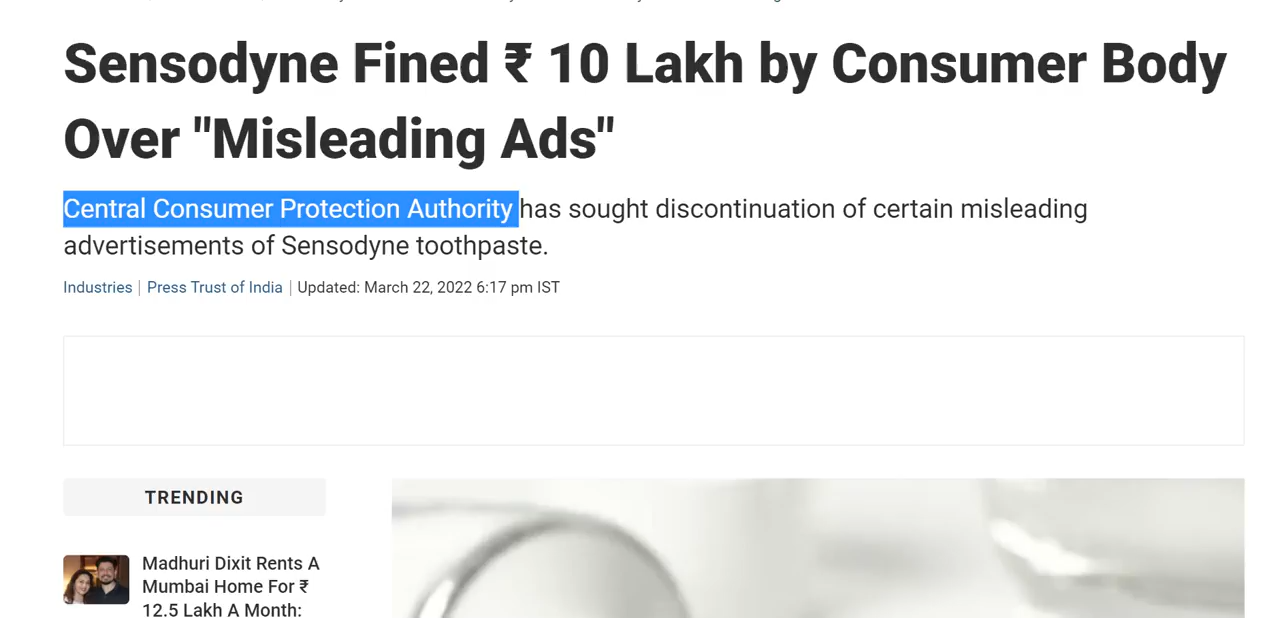 Sensodyne Fined ₹ 10 Lakh by Consumer Body
Over "Misleading Ads"
Central Consumer Protection Authority has sought discontinuation of certain misleading
advertisements of Sensodyne toothpaste.
Industries | Press Trust of India | Updated: March 22, 2022 6:17 pm IST
TRENDING
Madhuri Dixit Rents A
Mumbai Home For ₹
12.5 Lakh A Month: